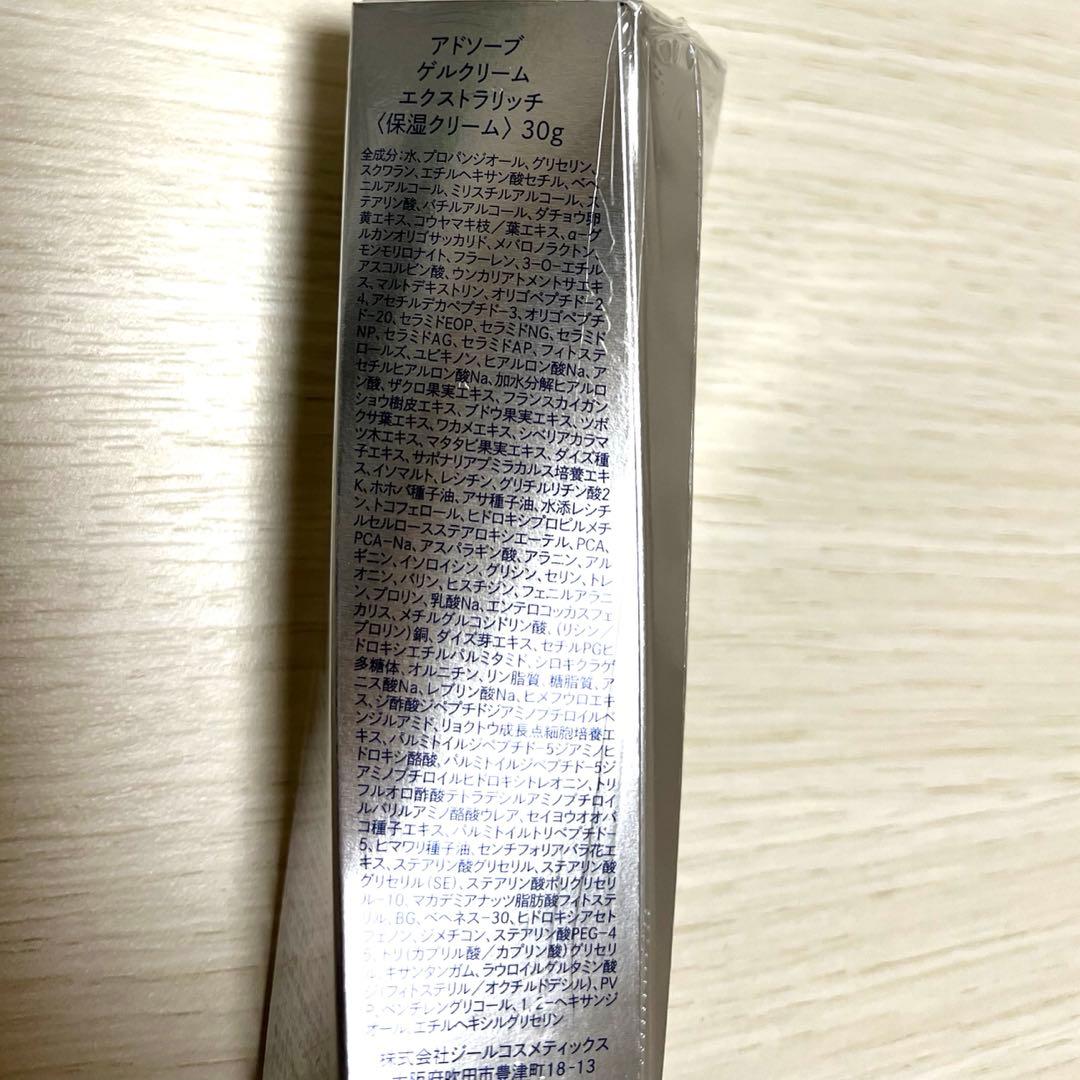 アドソーブ
ゲルクリーム
エクストラリッチ
〈保湿クリーム〉30g
全成分:水、プロパンジオール、グリセリン、
スクワラン、エチルヘキサン酸セチル、ベヘ
ニルアルコール、ミリスチルアルコール、ス
テアリン酸、バチルアルコール、ダチョウ卵
黄エキス、コウヤマキ枝/葉エキス、α-グ
ルカンオリゴサッカリド、メバロノラクトン、
モンモリロナイト、フラーレン、3-O-エチル
アスコルビン酸、ウンカリアトメントサエキ
ス、マルトデキストリン、オリゴペプチド-2
4、アセチルデカペプチド-3、オリゴペプチ
ド-20、セラミドEOP、セラミドNG、セラミド
NP、セラミドAG、セラミドAP、フィトステ
ロールズ、ユビキノン、ヒアルロン酸Na、ア
セチルヒアルロン酸Na、加水分解ヒアルロ
ン酸、ザクロ果実エキス、フランスカイガン
ショウ樹皮エキス、ブドウ果実エキス、ツボ
クサ葉エキス、ワカメエキス、シベリアカラマ
ツ木エキス、マタタビ果実エキス、ダイズ種
子エキス、サポナリアプミラカルス培養エキ
ス、イソマルト、レシチン、グリチルリチン酸2
K、ホホバ種子油、アサ種子油、水添レシチ
ン、トコフェロール、ヒドロキシプロピルメチ
ルセルロースステアロキシエーテル、PCA、
PCA-Na、アスパラギン酸、アラニン、アル
ギニン、イソロイシン、グリシン、セリン、トレ
オニン、バリン、ヒスチジン、フェニルアラニ
ン、プロリン、乳酸Na、エンテロコッカスフェ
カリス、メチルグルコシドリン酸、(リシン/
プロリン)銅、ダイズ芽エキス、セチルPGヒ
ドロキシエチルパルミタミド、シロキクラゲ
多糖体、オルニチン、リン脂質、糖脂質、ア
ニス酸Na、レブリン酸Na、ヒメフウロエキ
ス、ジ酢酸ジペプチドジアミノブチロイルベ
ンジルアミド、リョクトウ成長点細胞培養エ
キス、パルミトイルジペプチド-5ジアミノヒ
ドロキシ酪酸、パルミトイルジペプチド-5ジ
アミノブチロイルヒドロキシトレオニン、トリ
フルオロ酢酸テトラデシルアミノブチロイ
ルバリルアミノ酪酸ウレア、セイヨウオオバ
コ種子エキス、パルミトイルトリペプチド-
5、ヒマワリ種子油、センチフォリアバラ花エ
キス、ステアリン酸グリセリル、ステアリン酸
グリセリル(SE)、ステアリン酸ポリグリセリ
ル-10、マカデミアナッツ脂肪酸フィトステ
リル、BG、ベヘネス-30、ヒドロキシアセト
フェノン、ジメチコン、ステアリン酸PEG-4
5、トリ(カプリル酸/カプリン酸)グリセリ
ル、キサンタンガム、ラウロイルグルタミン酸
ジ(フィトステリル/オクチルドデシル)、PV
P、ペンチレングリコール、1,2-ヘキサンジ
オール、エチルヘキシルグリセリン
株式会社ジールコスメティックス
大阪府吹田市豊津町18-13